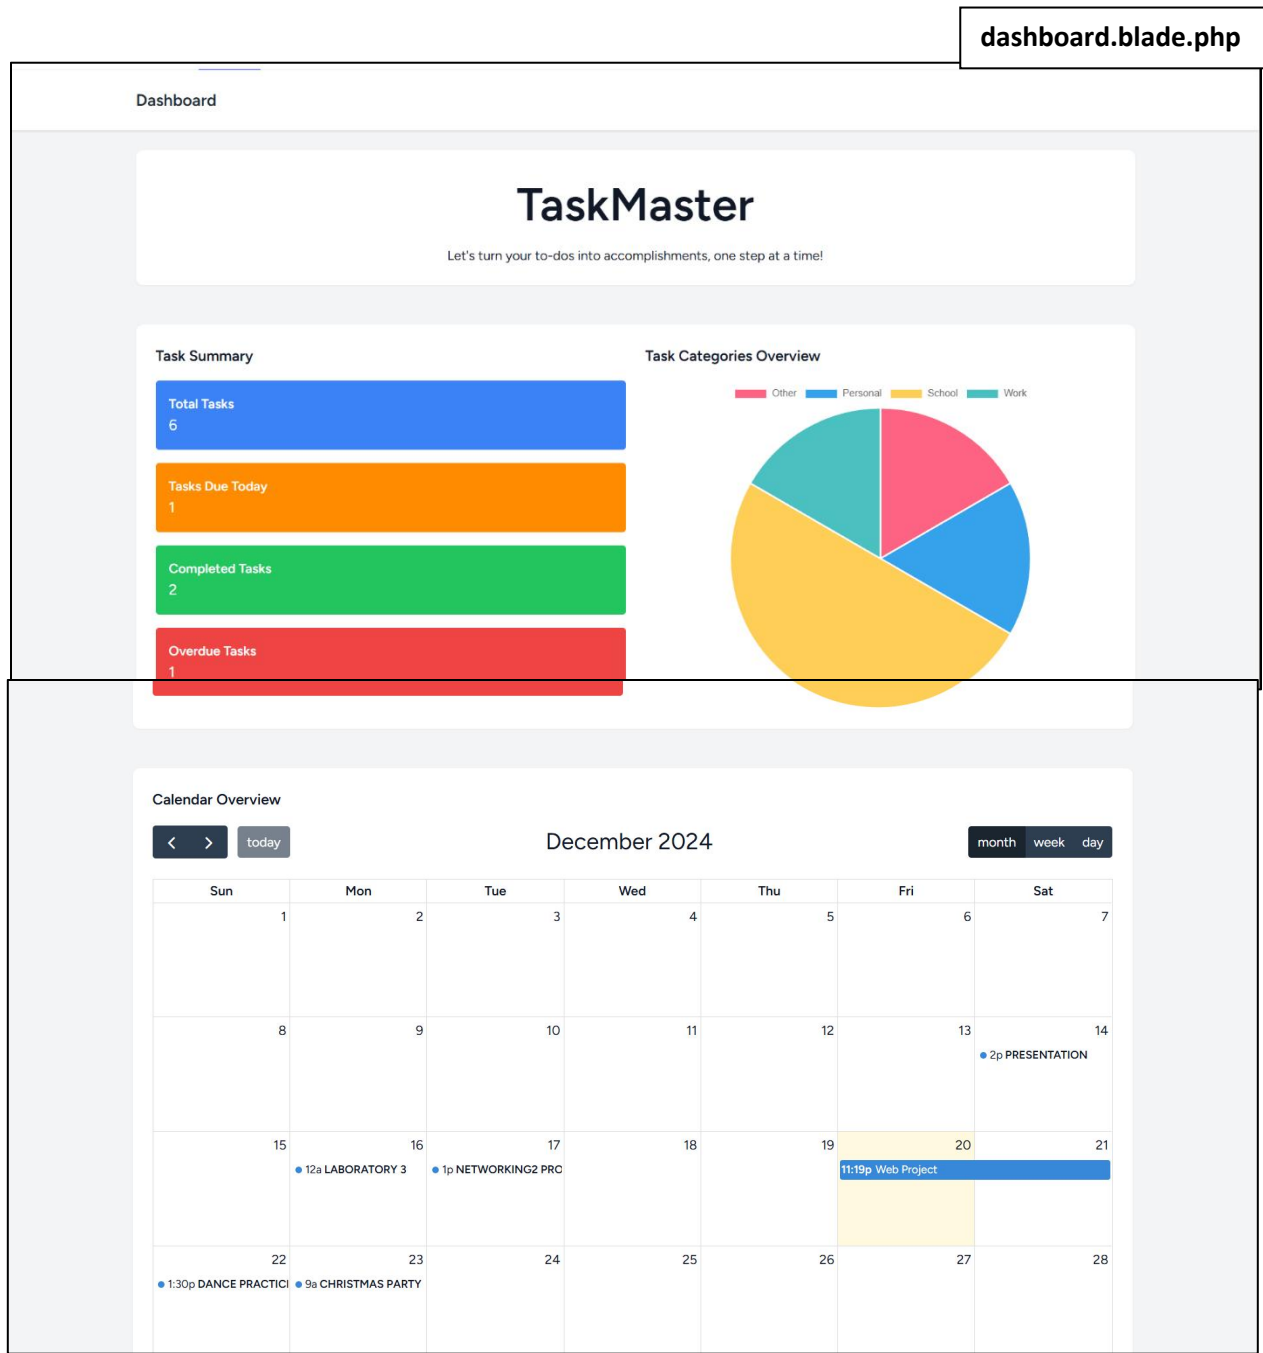 dashboard.blade.php
Dashboard
TaskMaster
Let's turn your to-dos into accomplishments, one step at a time!
Task Summary
Total Tasks
6
Tasks Due Today
1
Completed Tasks
2
Overdue Tasks
1
Task Categories Overview
Other Personal School Work
Calendar Overview
today
December 2024
month week day
Sun Mon Tue Wed Thu Fri Sat
1 2 3 4 5 6 7
8 9 10 11 12 13 14
2p PRESENTATION
15 16 17 18 19 20 21
12a LABORATORY 3 1p NETWORKING2 PRO 11:19p Web Project
22 23 24 25 26 27 28
1:30p DANCE PRACTICI 9a CHRISTMAS PARTY